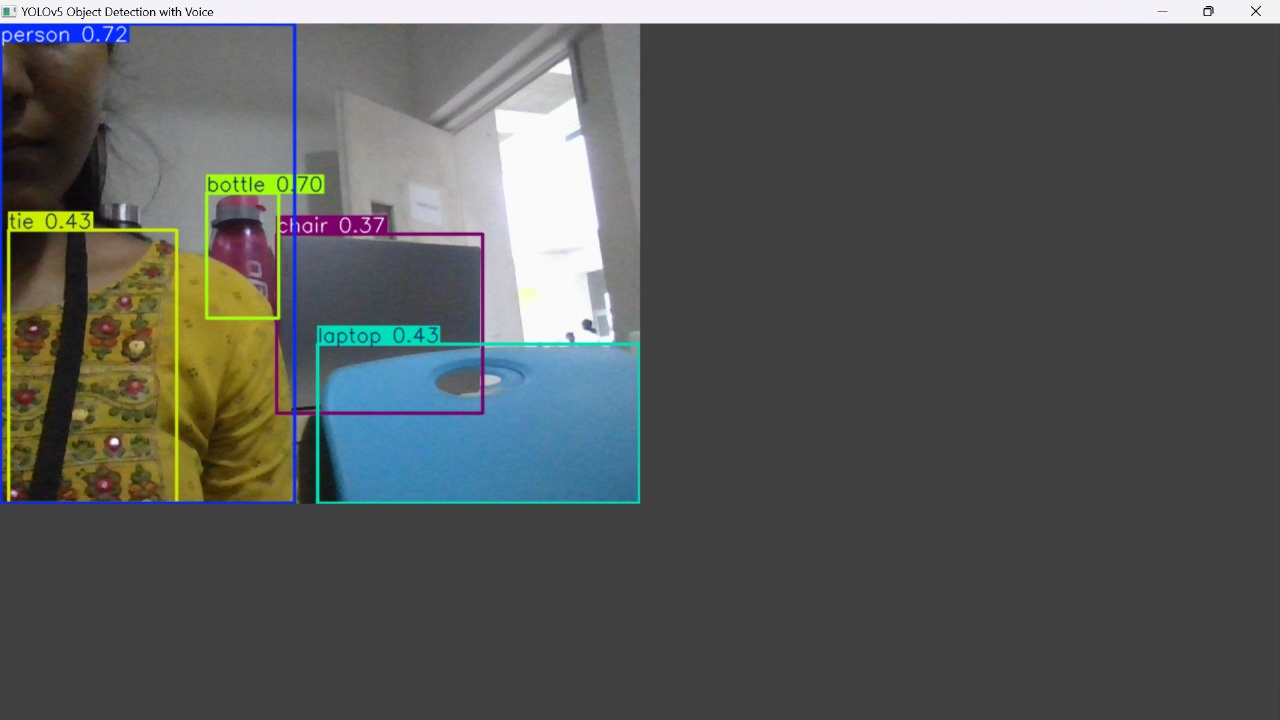 YOLOv5 Object Detection with Voice
person 0.72
bottle 0.70
tie 0.43
chair 0.37
laptop 0.43